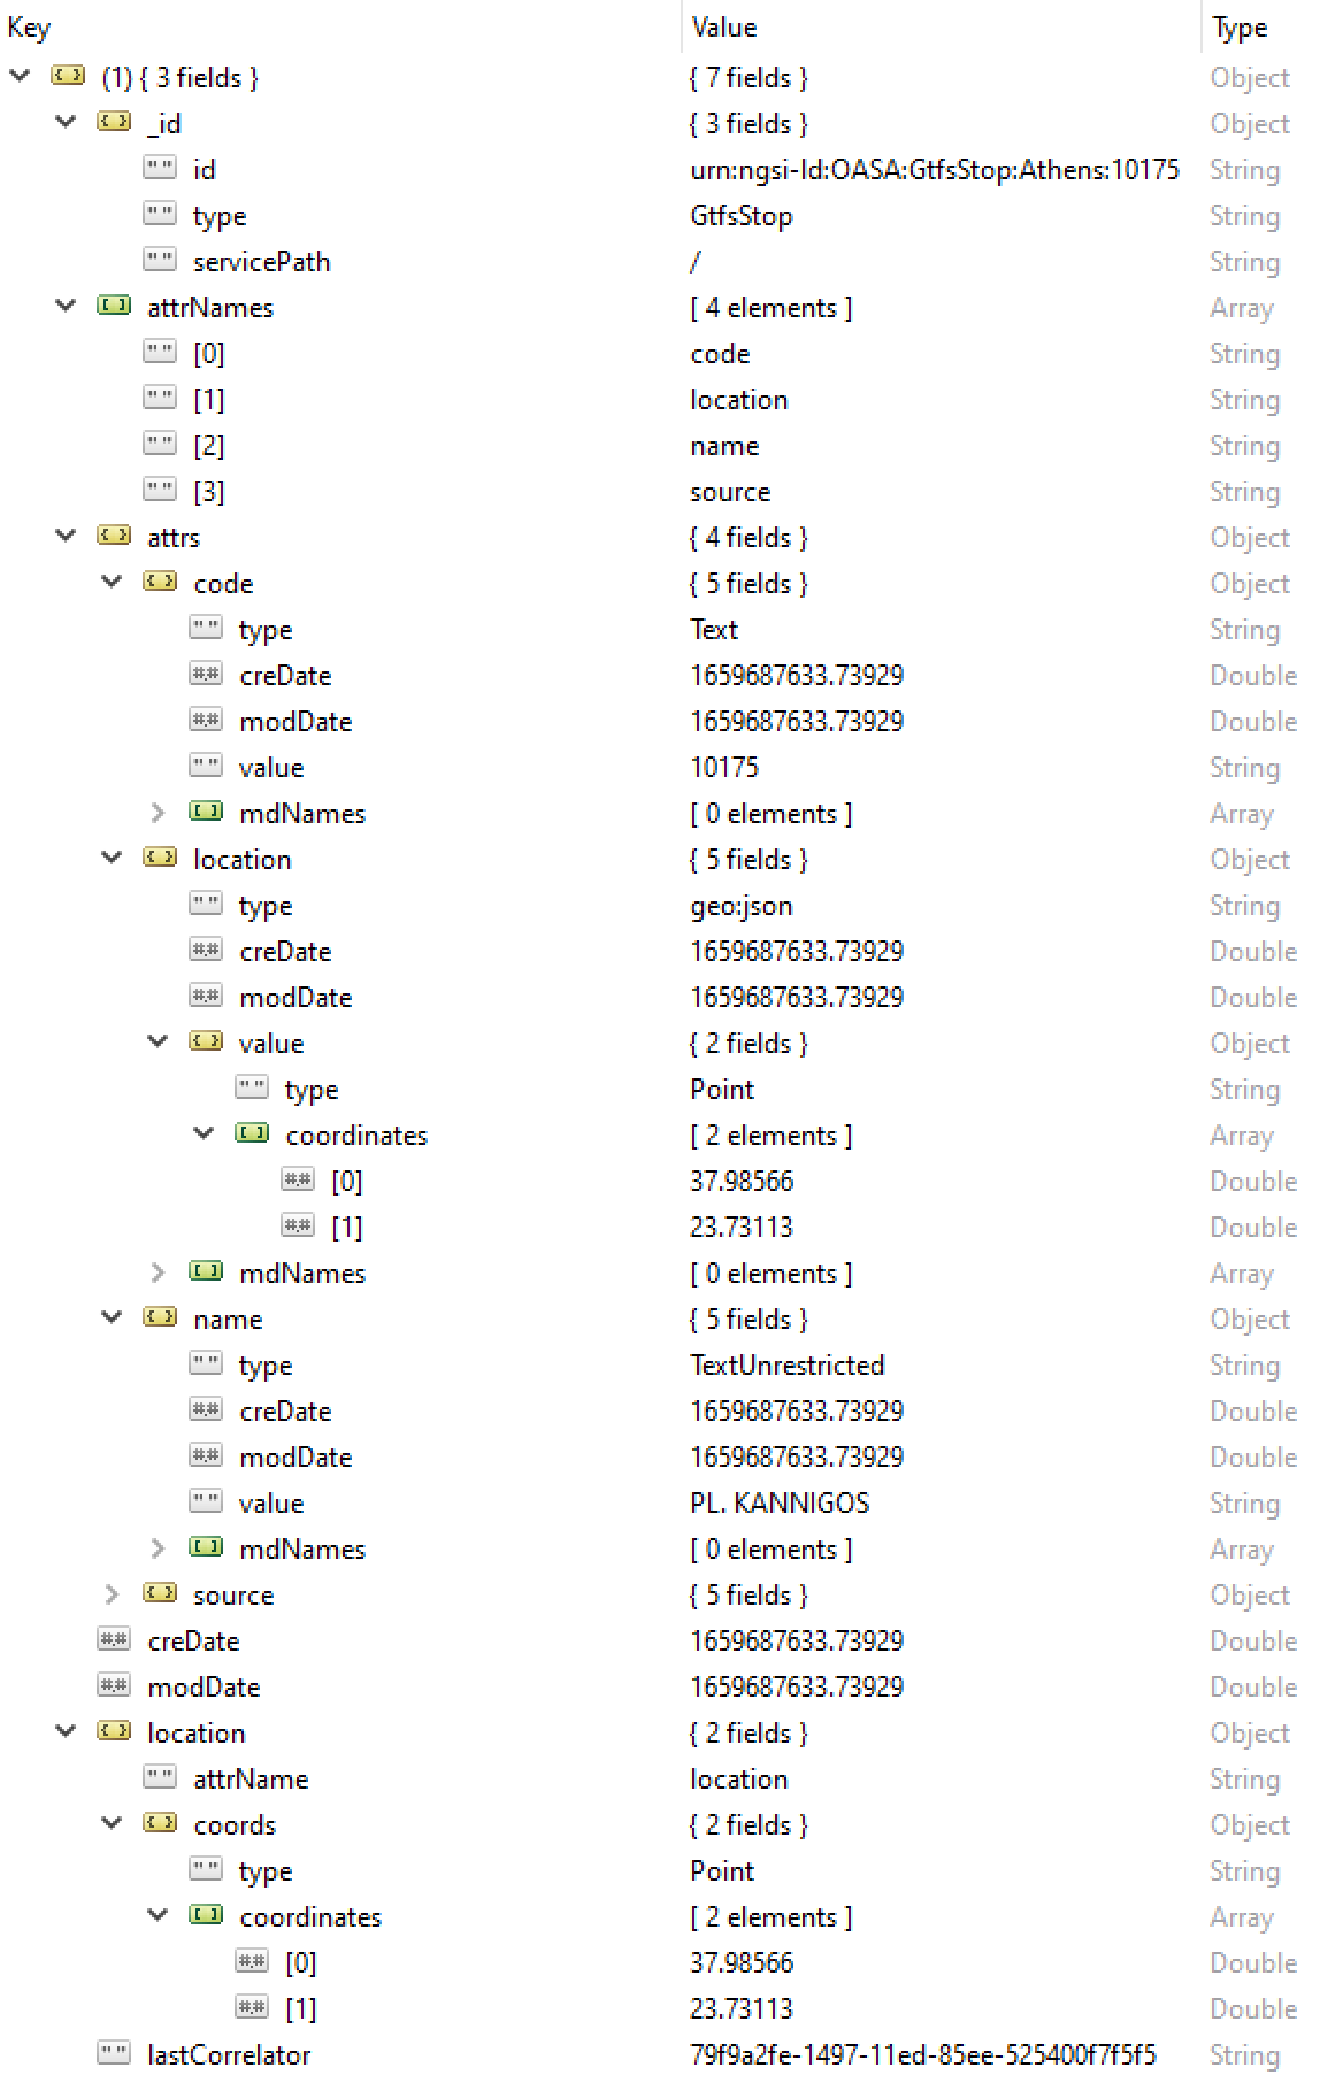 Key Value Type
(1) { 3 fields } { 7 fields } Object
_id { 3 fields } Object
"" id urn:ngsi-ld:OASA:GtfsStop:Athens:10175 String
"" type GtfsStop String
"" servicePath / String
attrNames [ 4 elements ] Array
"" [0] code String
"" [1] location String
"" [2] name String
"" [3] source String
attrs { 4 fields } Object
code { 5 fields } Object
"" type Text String
#.# creDate 1659687633.73929 Double
#.# modDate 1659687633.73929 Double
"" value 10175 String
mdNames [ 0 elements ] Array
location { 5 fields } Object
"" type geo:json String
#.# creDate 1659687633.73929 Double
#.# modDate 1659687633.73929 Double
value { 2 fields } Object
"" type Point String
coordinates [ 2 elements ] Array
#.# [0] 37.98566 Double
#.# [1] 23.73113 Double
mdNames [ 0 elements ] Array
name { 5 fields } Object
"" type TextUnrestricted String
#.# creDate 1659687633.73929 Double
#.# modDate 1659687633.73929 Double
"" value PL. KANNIGOS String
mdNames [ 0 elements ] Array
source { 5 fields } Object
#.# creDate 1659687633.73929 Double
#.# modDate 1659687633.73929 Double
location { 2 fields } Object
"" attrName location String
coords { 2 fields } Object
"" type Point String
coordinates [ 2 elements ] Array
#.# [0] 37.98566 Double
#.# [1] 23.73113 Double
"" lastCorrelator 79f9a2fe-1497-11ed-85ee-525400f7f5f5 String